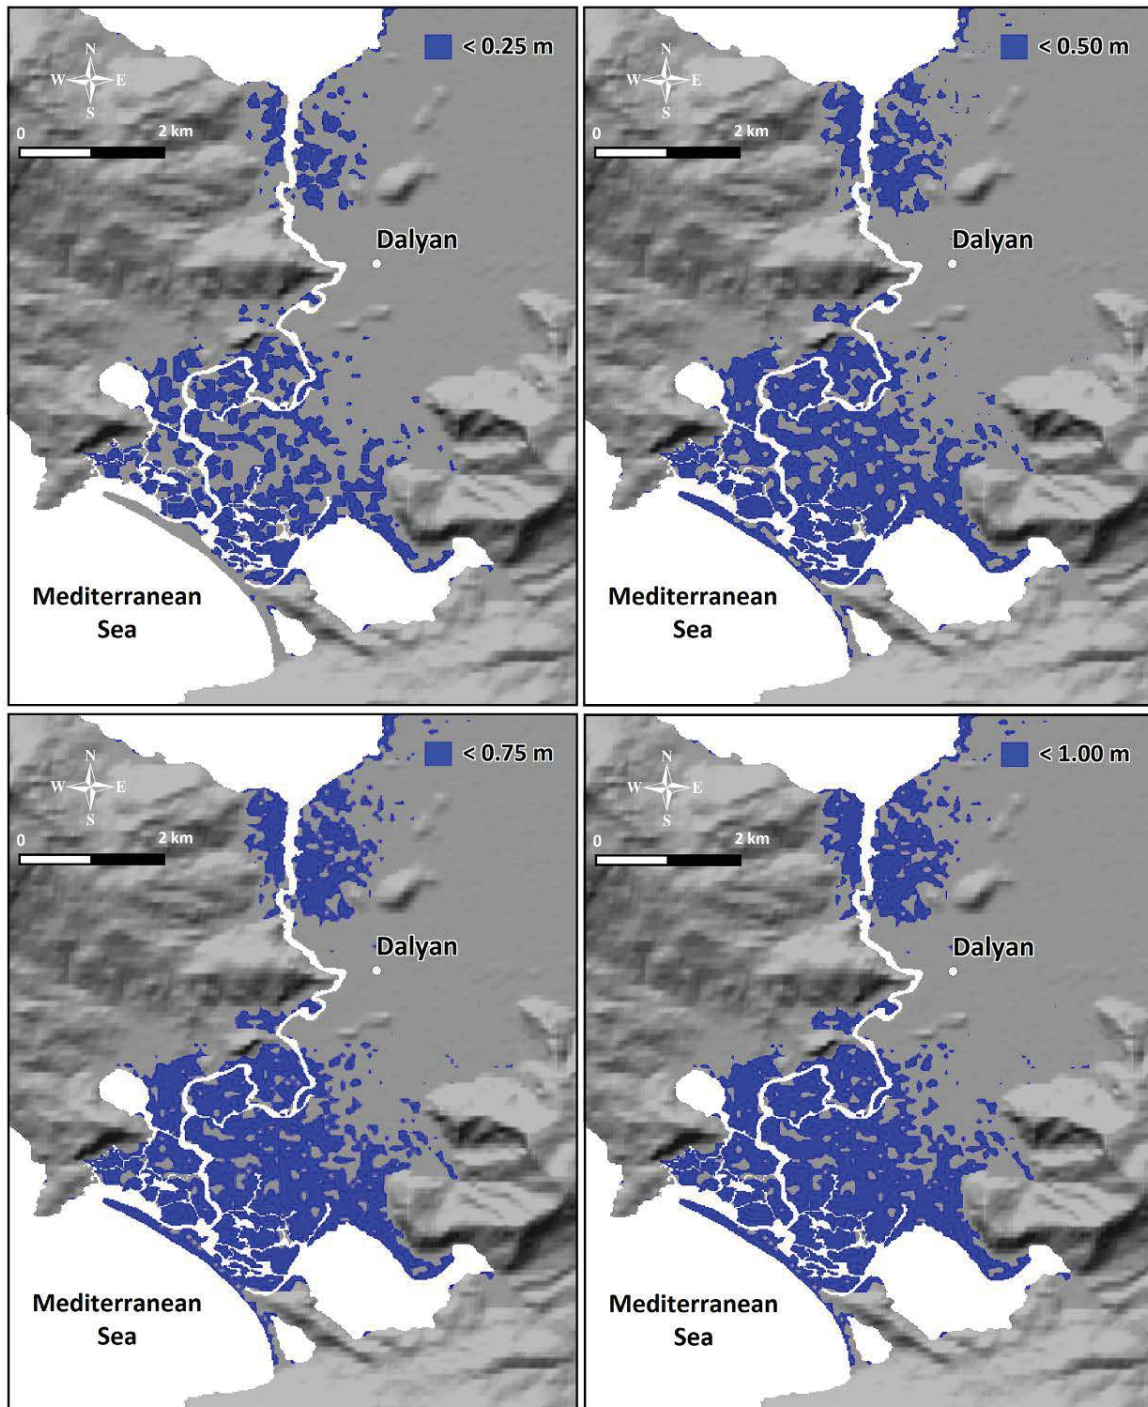 < 0.25 m
N
W E
S
0 2 km
Dalyan
Mediterranean
Sea
< 0.50 m
N
W E
S
0 2 km
Dalyan
Mediterranean
Sea
< 0.75 m
N
W E
S
0 2 km
Dalyan
Mediterranean
Sea
< 1.00 m
N
W E
S
0 2 km
Dalyan
Mediterranean
Sea